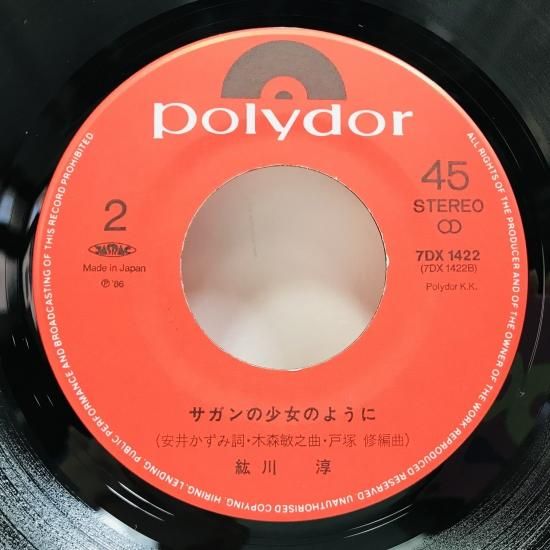 polydor
2
JASRAC
Made in Japan
Ⓟ '86
45
STEREO
7DX 1422
(7DX 1422B)
Polydor K.K.
サガンの少女のように
(安井かずみ詞・木森敏之曲・戸塚 修編曲)
紘川 淳
ALL RIGHTS OF THE PRODUCER AND OF THE OWNER OF THE WORK REPRODUCED RESERVED. UNAUTHORISED COPYING, HIRING, LENDING, PUBLIC PERFORMANCE AND BROADCASTING OF THIS RECORD PROHIBITED